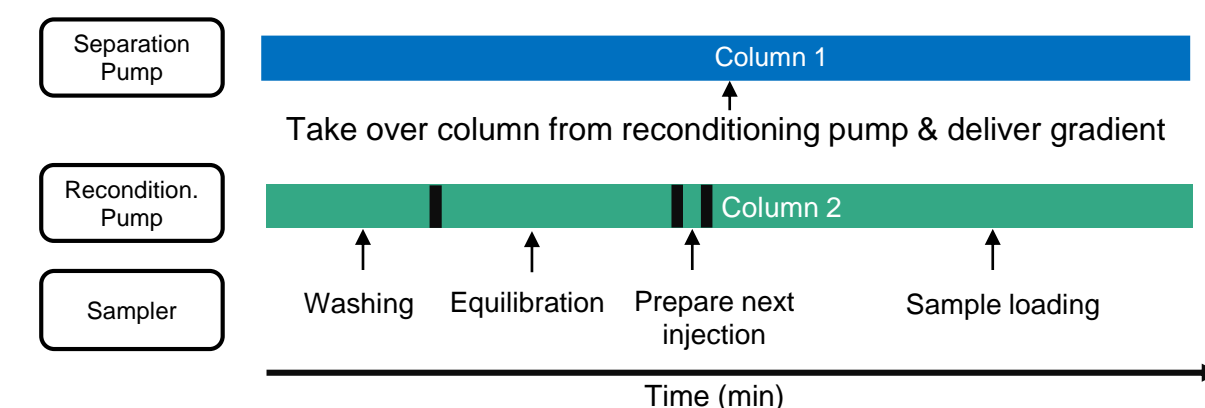 Separation
Pump
Column 1
Take over column from reconditioning pump & deliver gradient
Recondition.
Pump
Column 2
Sampler
Washing
Equilibration
Prepare next
injection
Sample loading
Time (min)